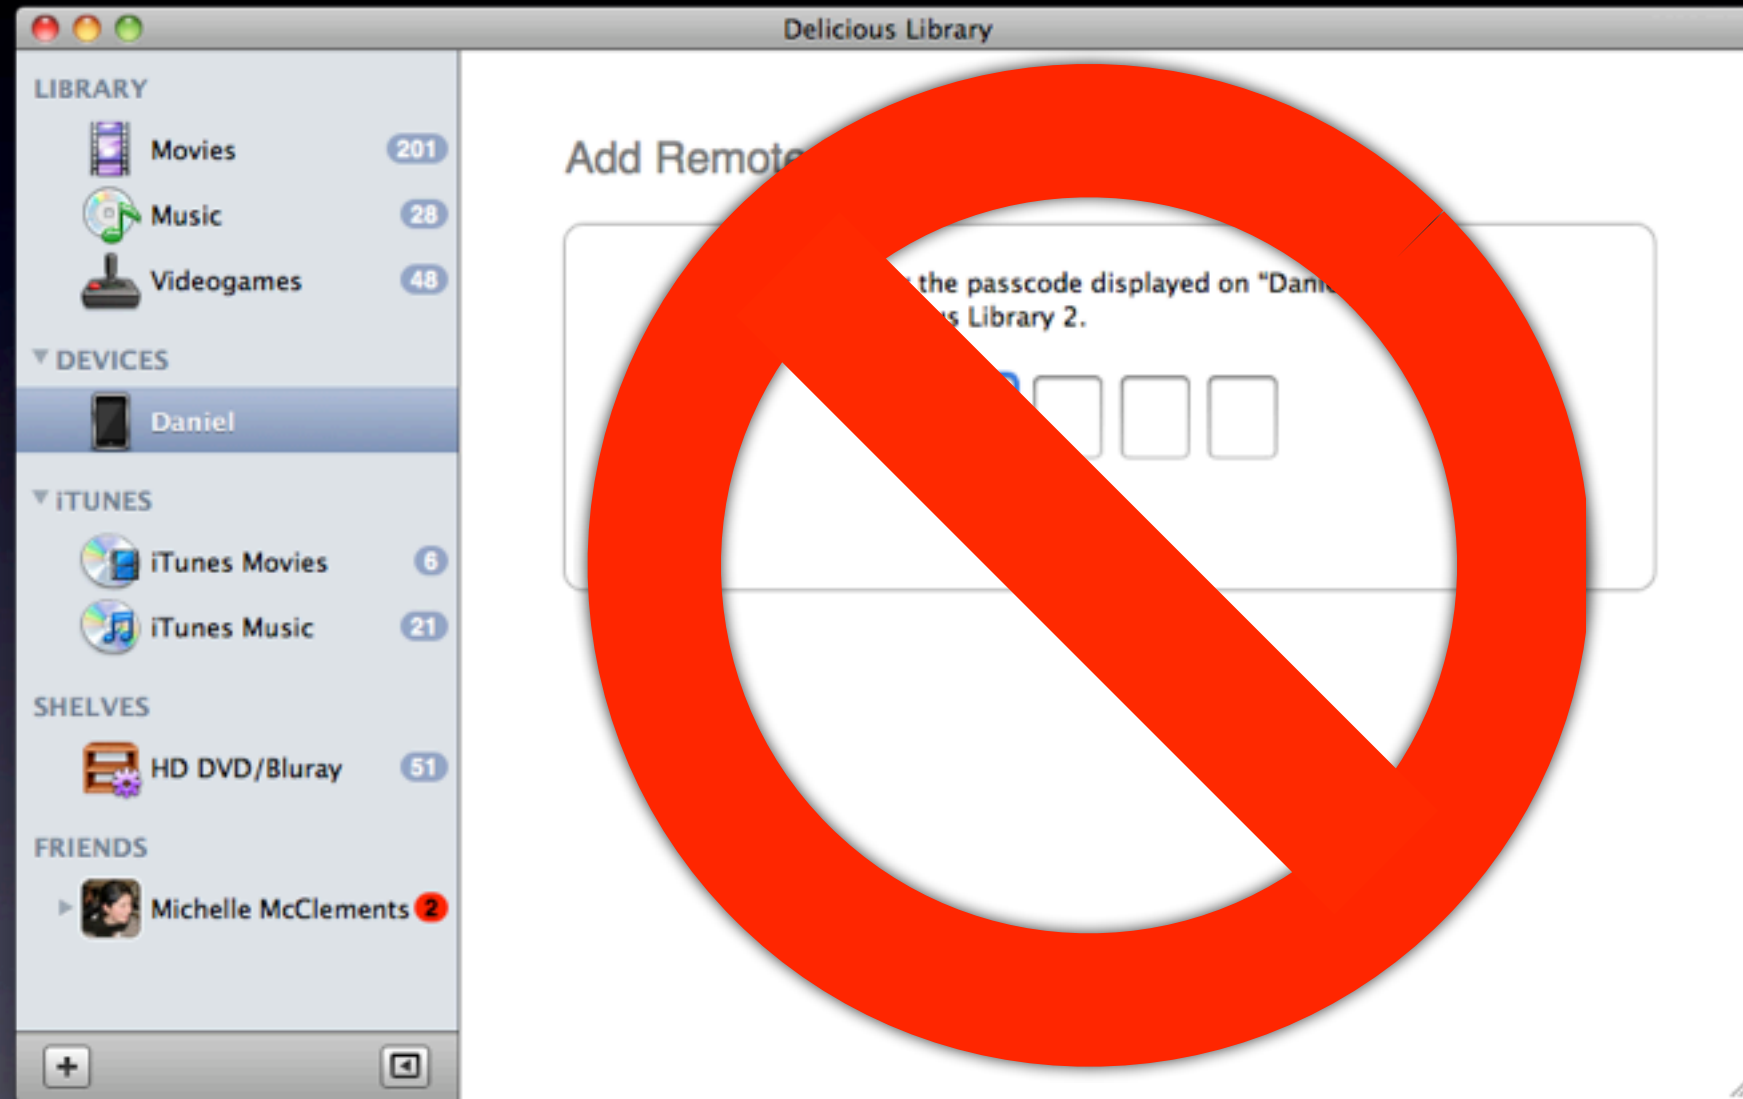 Delicious Library
LIBRARY
Movies 201
Music 28
Videogames 48
DEVICES
Daniel
iTUNES
iTunes Movies 6
iTunes Music 21
SHELVES
HD DVD/Bluray 51
FRIENDS
Michelle McClements 2
Add Remote
the passcode displayed on
Library 2.